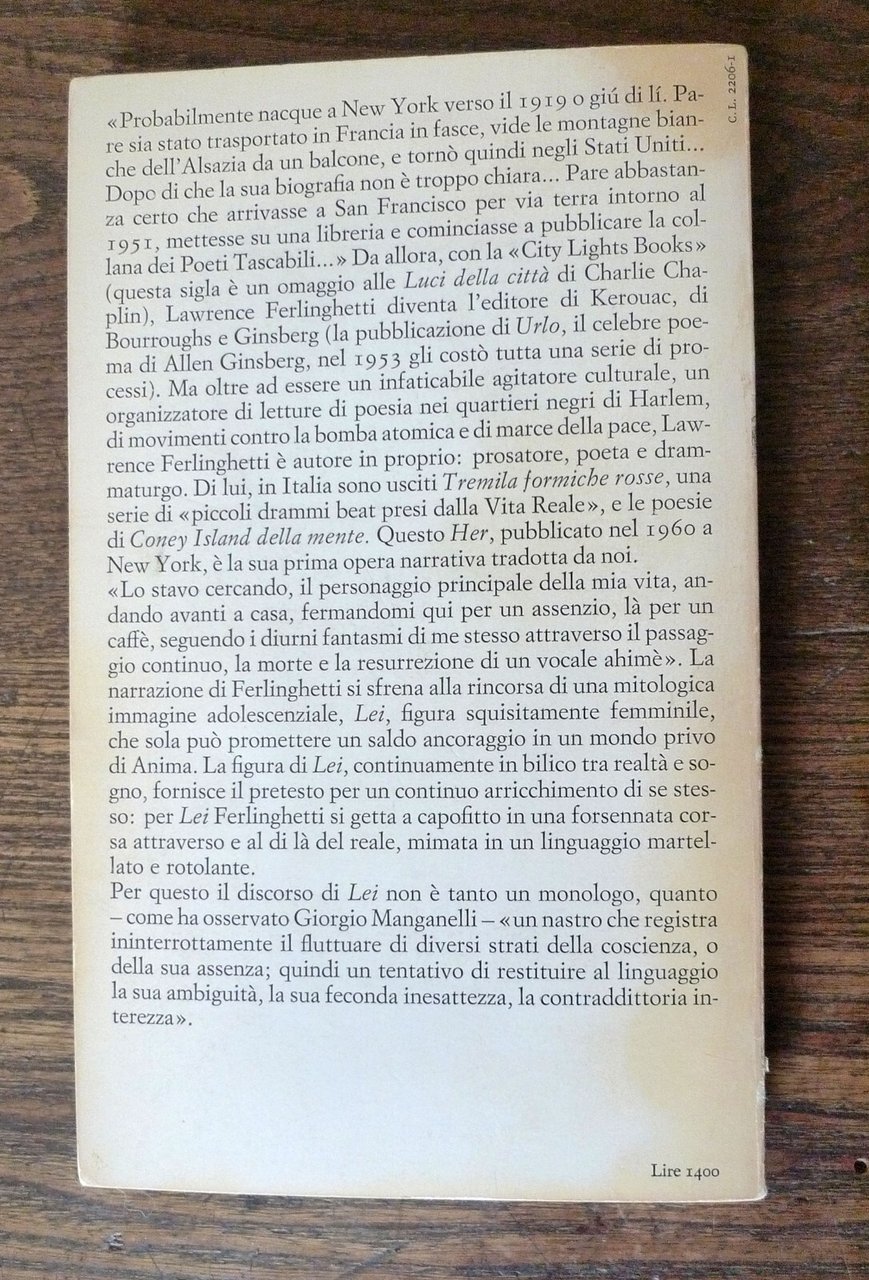 «Probabilmente nacque a New York verso il 1919 o giú di lí. Pa-
re sia stato trasportato in Francia in fasce, vide le montagne bian-
che dell'Alsazia da un balcone, e tornò quindi negli Stati Uniti...
Dopo di che la sua biografia non è troppo chiara... Pare abbastan-
za certo che arrivasse a San Francisco per via terra intorno al
1951, mettesse su una libreria e cominciasse a pubblicare la col-
lana dei Poeti Tascabili...» Da allora, con la «City Lights Books»
(questa sigla è un omaggio alle Luci della città di Charlie Cha-
plin), Lawrence Ferlinghetti diventa l'editore di Kerouac, di
Bourroughs e Ginsberg (la pubblicazione di Urlo, il celebre poe-
ma di Allen Ginsberg, nel 1953 gli costò tutta una serie di pro-
cessi). Ma oltre ad essere un infaticabile agitatore culturale, un
organizzatore di letture di poesia nei quartieri negri di Harlem,
di movimenti contro la bomba atomica e di marce della pace, Law-
rence Ferlinghetti è autore in proprio: prosatore, poeta e dram-
maturgo. Di lui, in Italia sono usciti Tremila formiche rosse, una
serie di «piccoli drammi beat presi dalla Vita Reale», e le poesie
di Coney Island della mente. Questo Her, pubblicato nel 1960 a
New York, è la sua prima opera narrativa tradotta da noi.
«Lo stavo cercando, il personaggio principale della mia vita, an-
dando avanti a casa, fermandomi qui per un assenzio, là per un
caffè, seguendo i diurni fantasmi di me stesso attraverso il passag-
gio continuo, la morte e la resurrezione di un vocale ahimè». La
narrazione di Ferlinghetti si sfrena alla rincorsa di una mitologica
immagine adolescenziale, Lei, figura squisitamente femminile,
che sola può promettere un saldo ancoraggio in un mondo privo
di Anima. La figura di Lei, continuamente in bilico tra realtà e so-
gno, fornisce il pretesto per un continuo arricchimento di se stes-
so: per Lei Ferlinghetti si getta a capofitto in una forsennata cor-
sa attraverso e al di là del reale, mimata in un linguaggio martel-
lato e rotolante.
Per questo il discorso di Lei non è tanto un monologo, quanto
– come ha osservato Giorgio Manganelli – «un nastro che registra
ininterrottamente il fluttuare di diversi strati della coscienza, o
della sua assenza; quindi un tentativo di restituire al linguaggio
la sua ambiguità, la sua feconda inesattezza, la contraddittoria in-
terezza».
Lire 1400
C. L. 2206-1